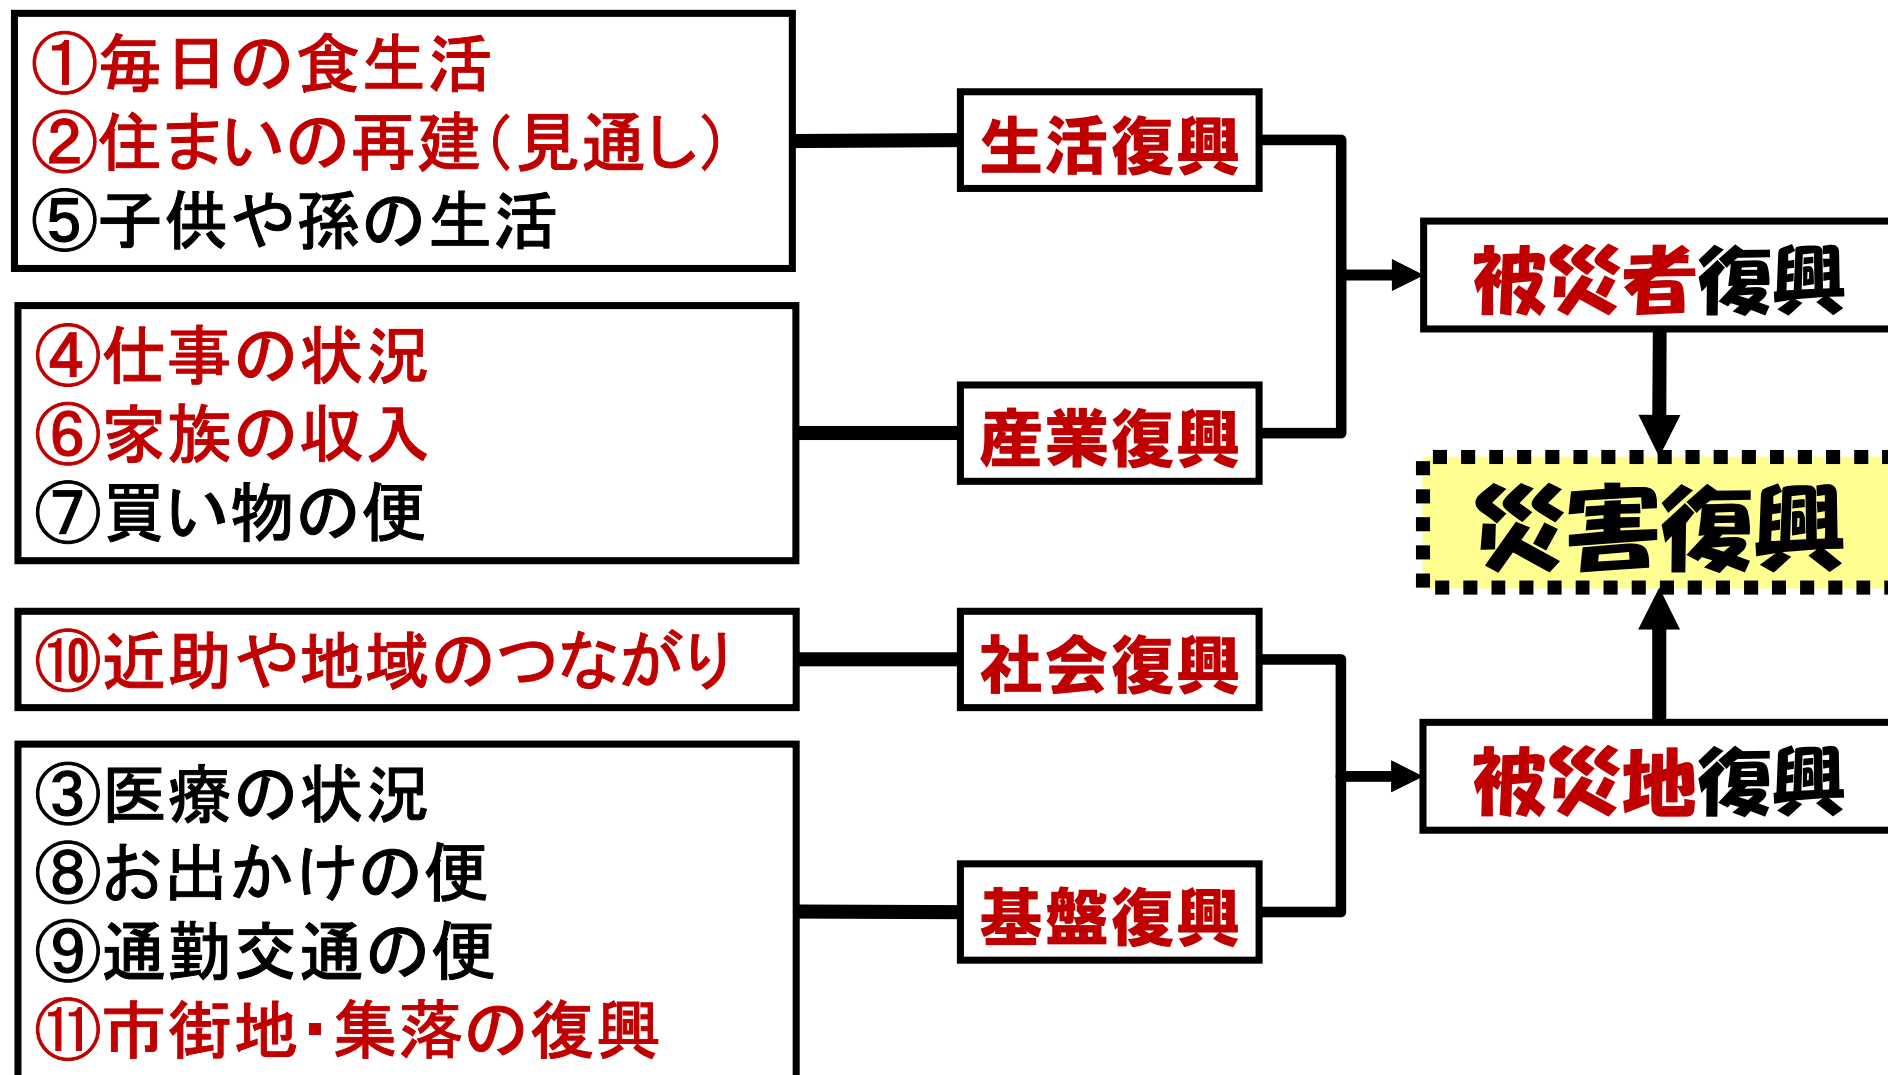 ①毎日の食生活
②住まいの再建(見通し)
⑤子供や孫の生活
④仕事の状況
⑥家族の収入
⑦買い物の便
⑩近助や地域のつながり
③医療の状況
⑧お出かけの便
⑨通勤交通の便
⑪市街地・集落の復興
生活復興
産業復興
社会復興
基盤復興
被災者復興
災害復興
被災地復興